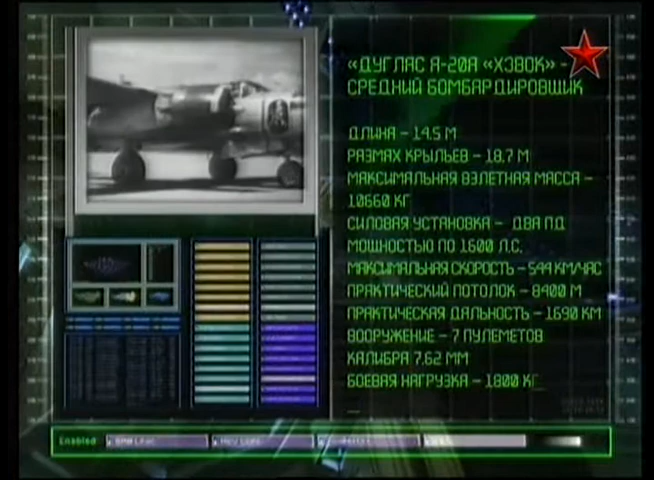 «ДУГЛАС А-20А «ХЭВОК» -
СРЕДНИЙ БОМБАРДИРОВЩИК
ДЛИНА – 14.5 М
РАЗМАХ КРЫЛЬЕВ – 18.7 М
МАКСИМАЛЬНАЯ ВЗЛЕТНАЯ МАССА –
10660 КГ
СИЛОВАЯ УСТАНОВКА – ДВА ПД
МОЩНОСТЬЮ ПО 1600 Л.С.
МАКСИМАЛЬНАЯ СКОРОСТЬ – 544 КМ/ЧАС
ПРАКТИЧЕСКИЙ ПОТОЛОК – 8400 М
ПРАКТИЧЕСКАЯ ДАЛЬНОСТЬ – 1690 КМ
ВООРУЖЕНИЕ – 7 ПУЛЕМЕТОВ
КАЛИБРА 7.62 ММ
БОЕВАЯ НАГРУЗКА – 1800 КГ
Enabled